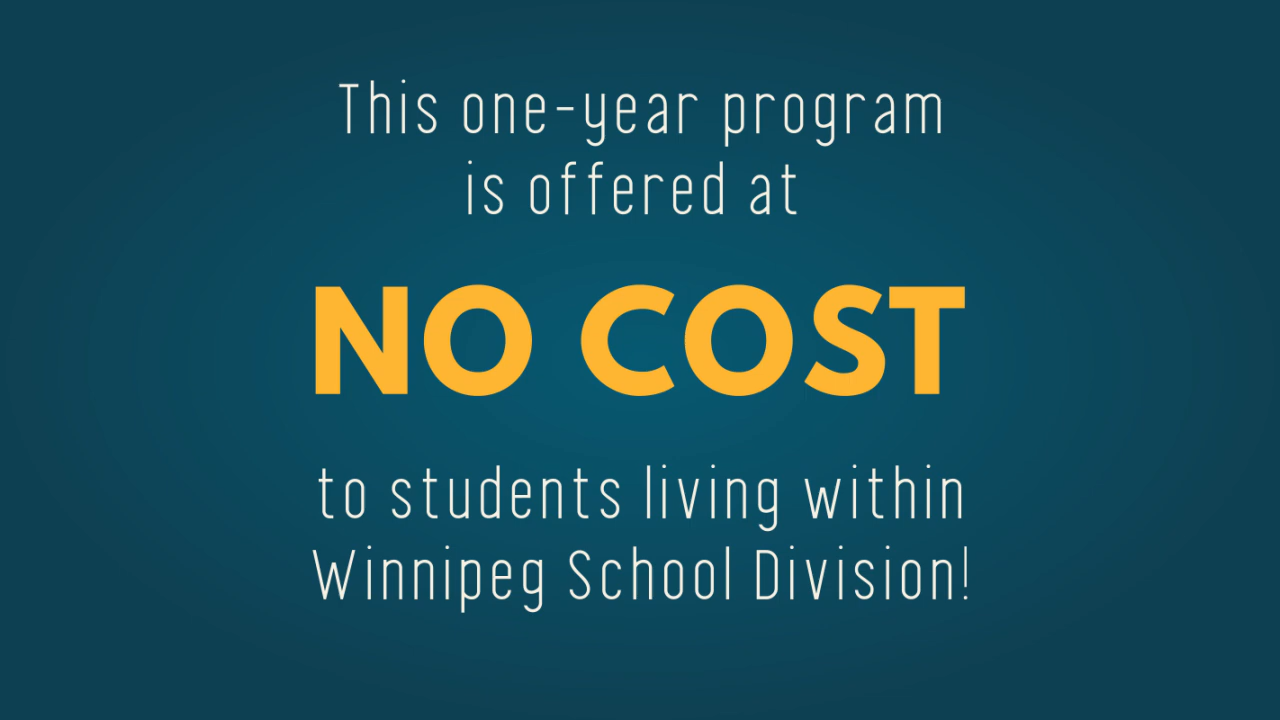 This one-year program
is offered at
NO COST
to students living within
Winnipeg School Division!